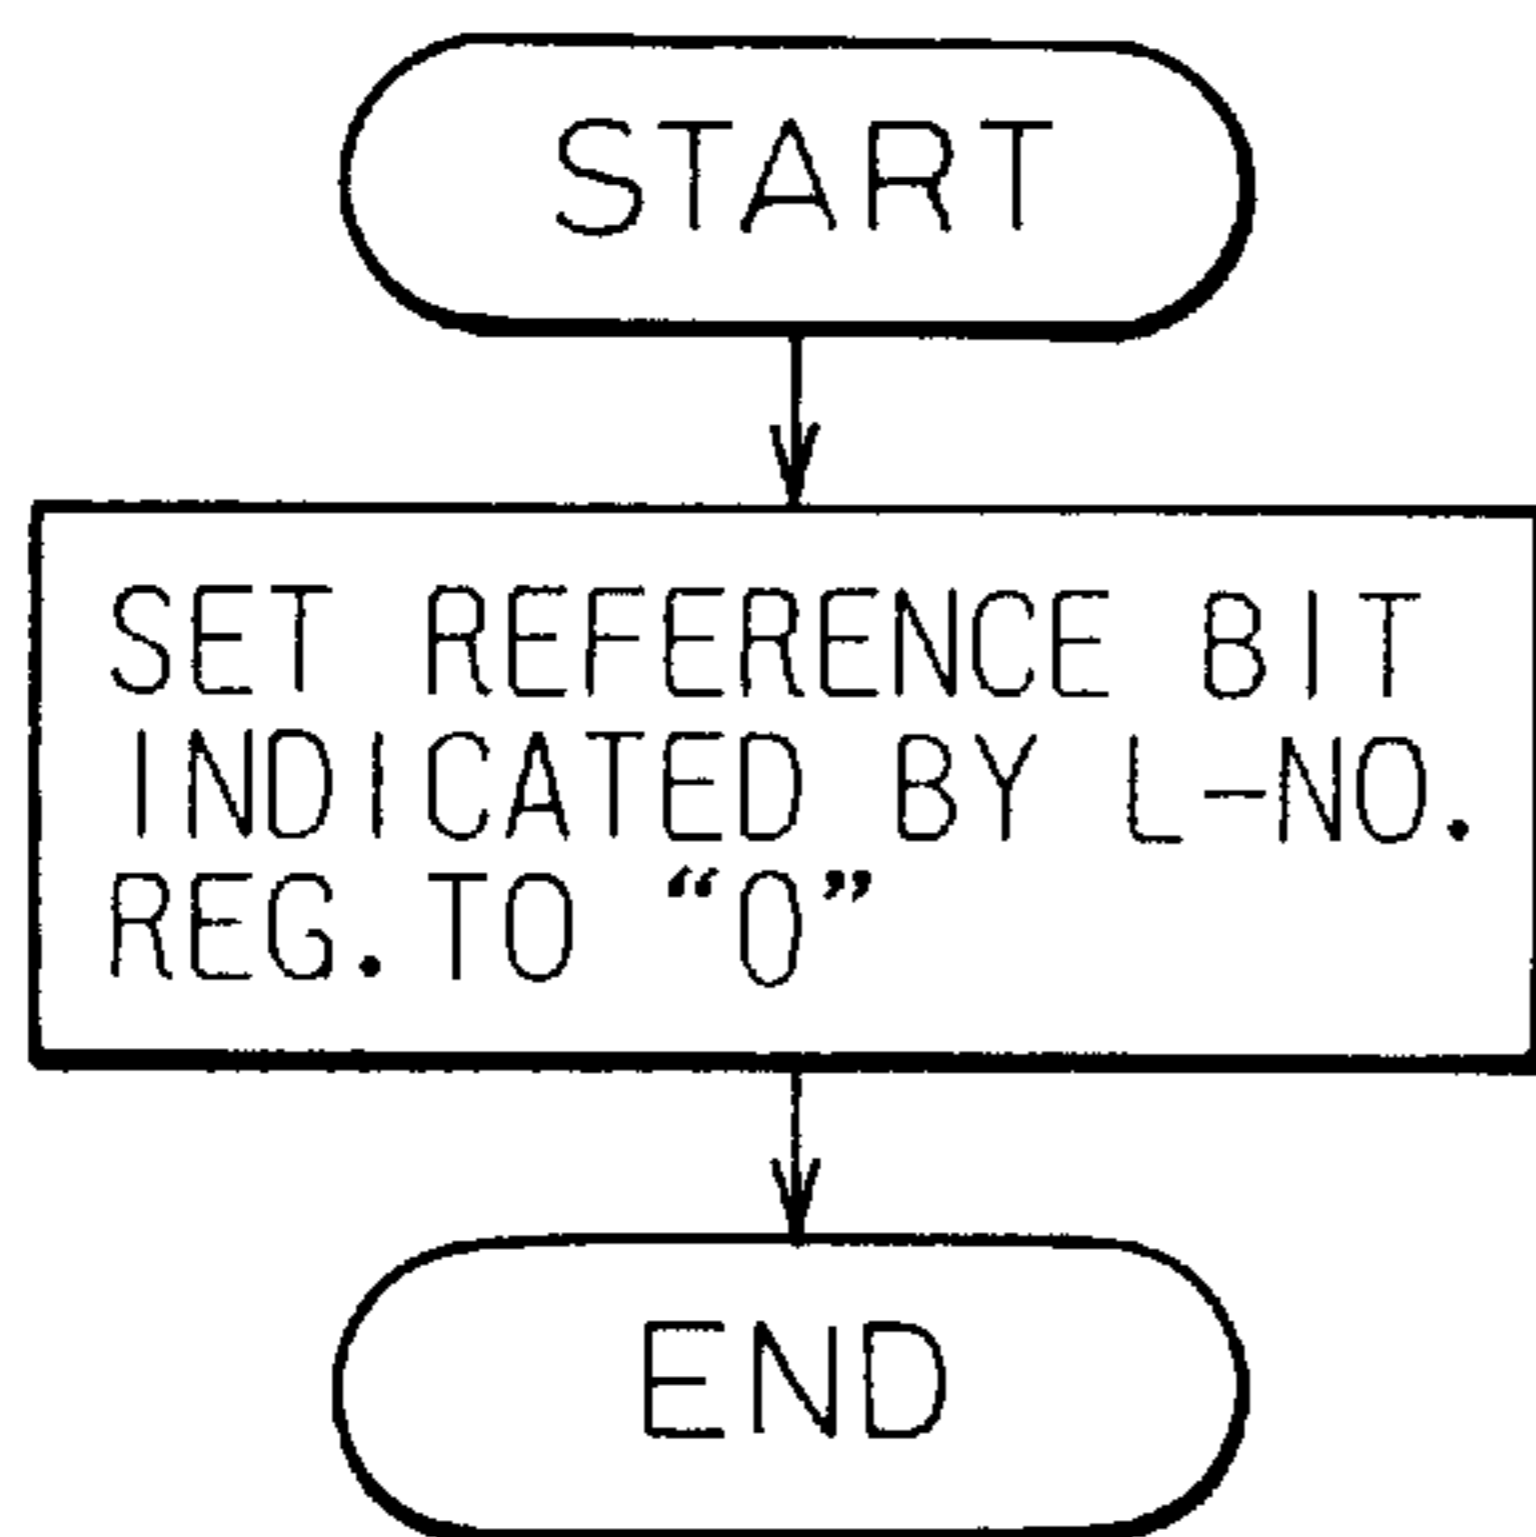 START
SET REFERENCE BIT
INDICATED BY L-NO.
REG. TO “0”
END